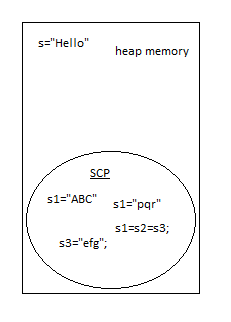 s="Hello"
heap memory
SCP
s1="ABC"
s1="pqr"
s1=s2=s3;
s3="efg";